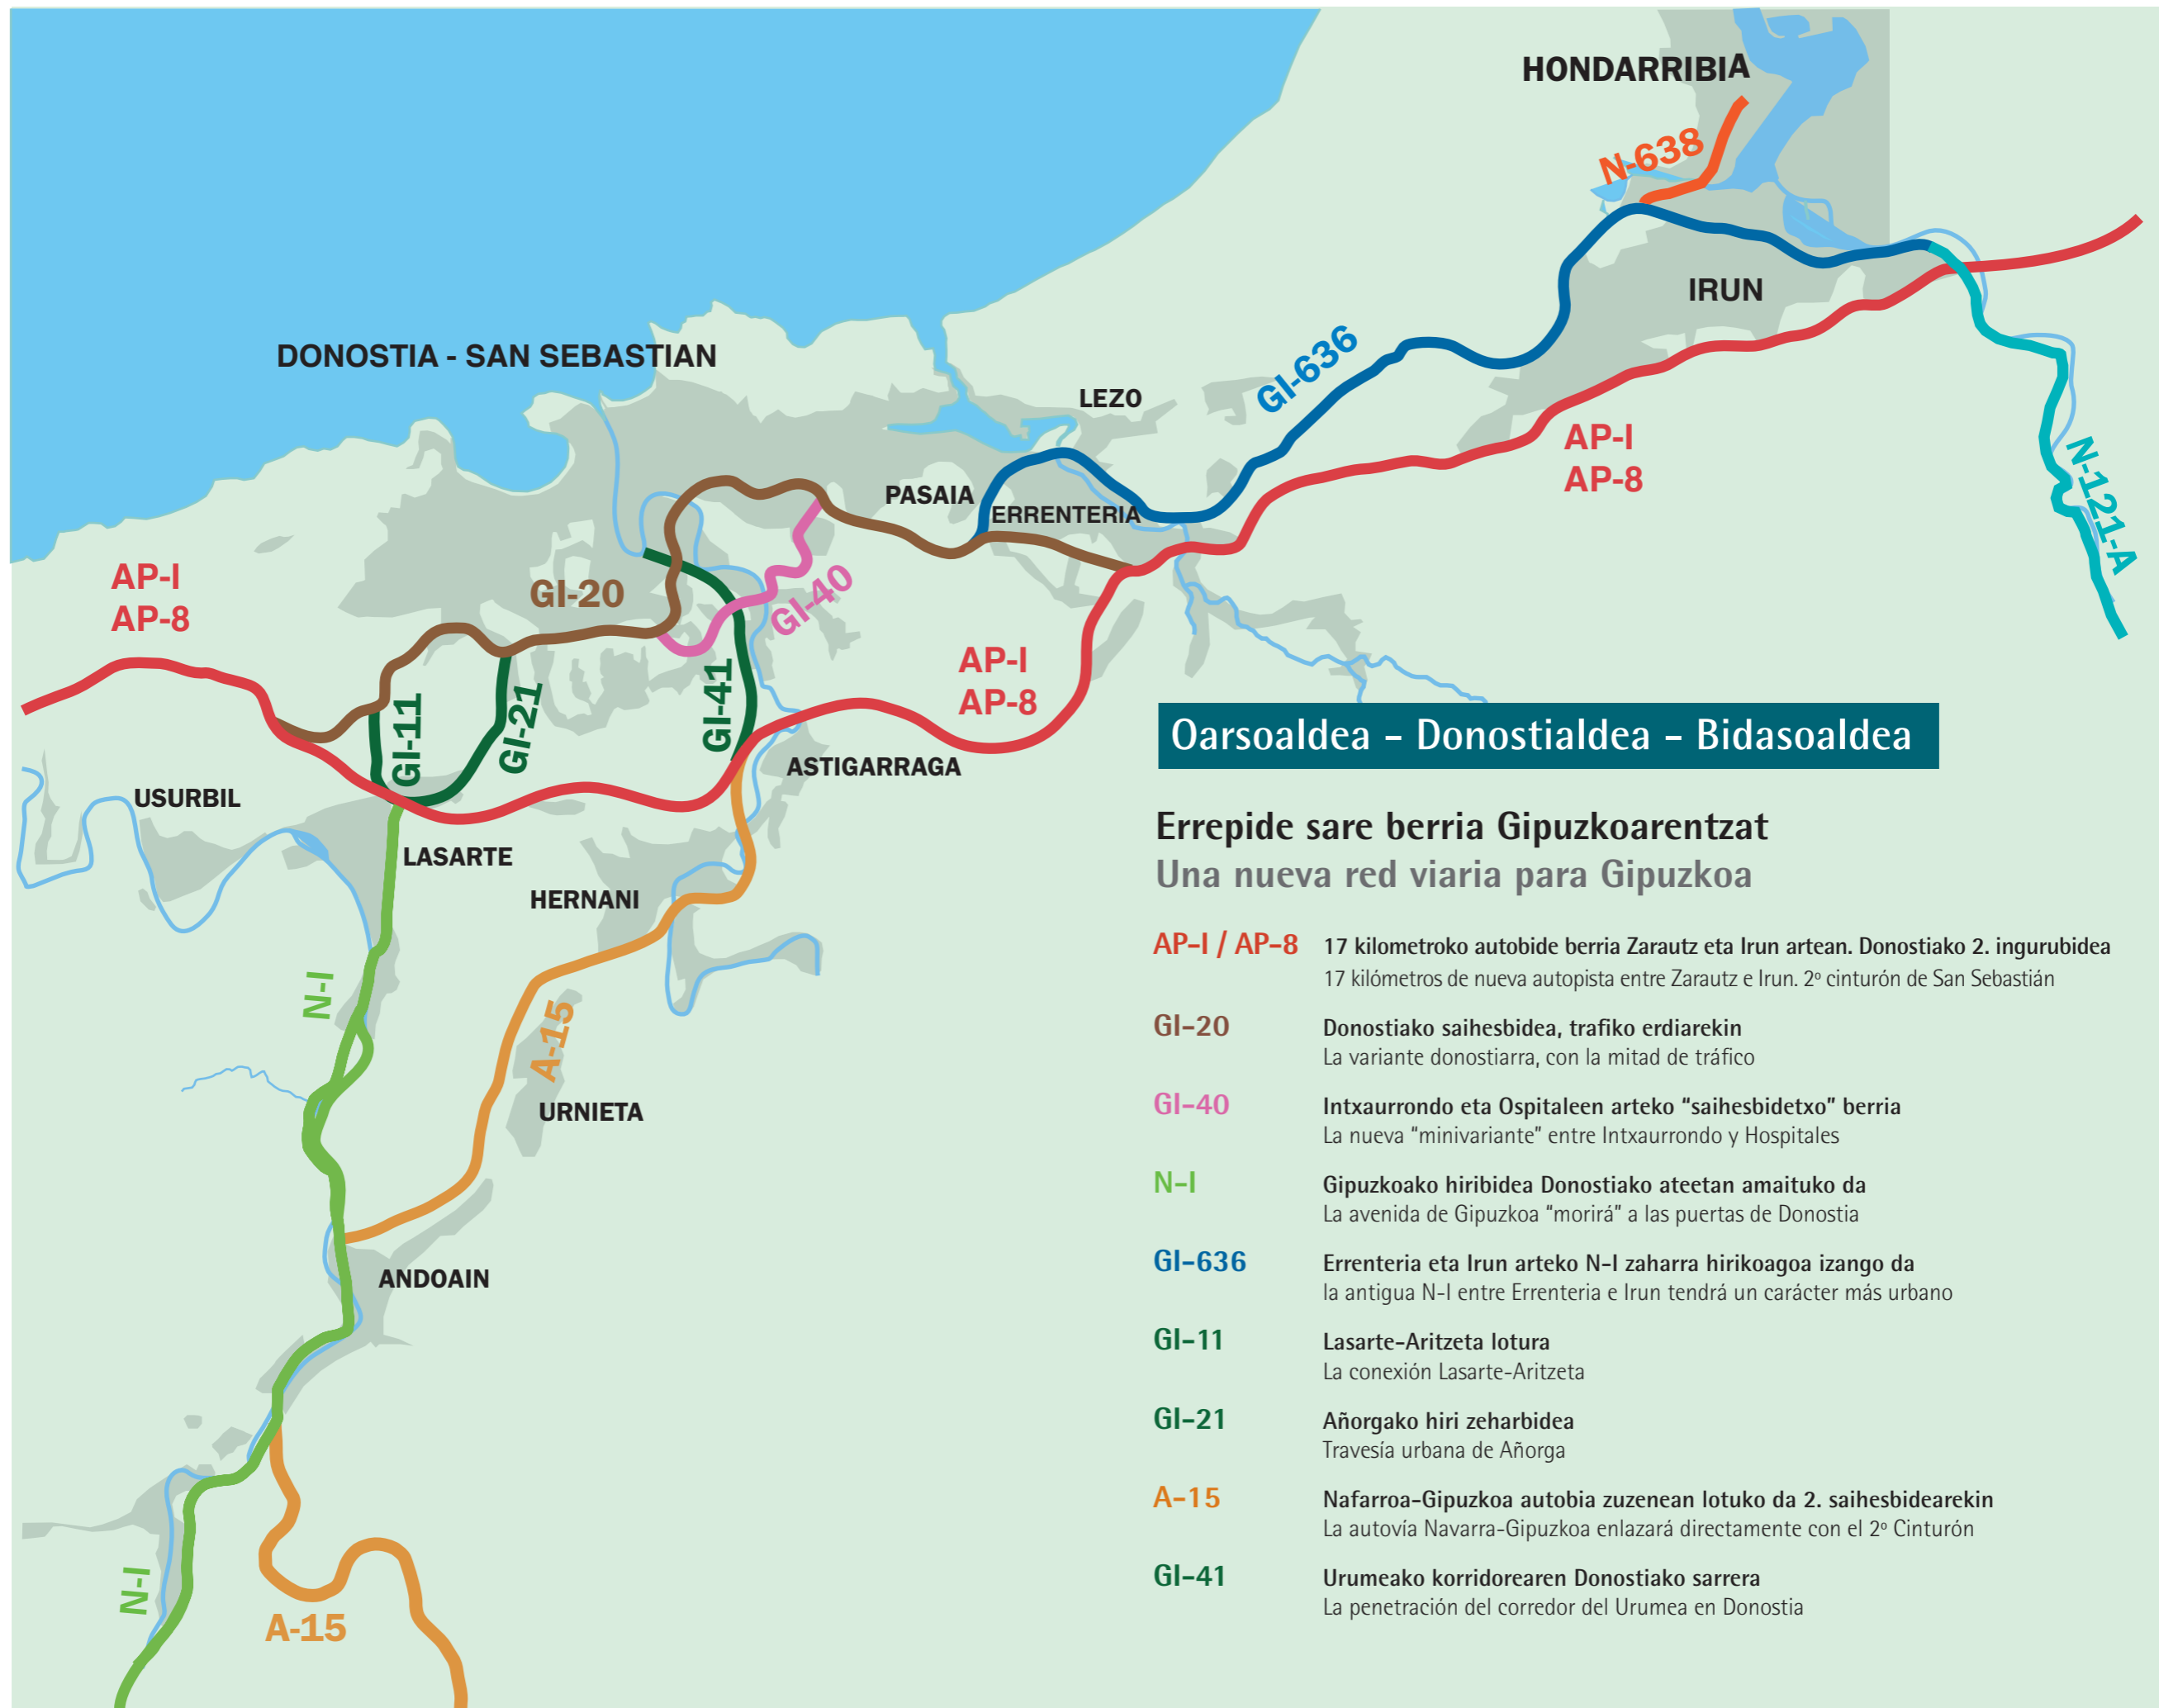 HONDARRIBIA
N-638
IRUN
DONOSTIA - SAN SEBASTIAN
GI-636
LEZO
AP-I
AP-8
N-121-A
PASAIA
ERRENTERIA
AP-I
AP-8
GI-20
GI-40
AP-I
AP-8
GI-11
GI-21
GI-41
ASTIGARRAGA
USURBIL
LASARTE
HERNANI
N-I
A-15
URNIETA
ANDOAIN
N-I
A-15
Oarsoaldea - Donostialdea - Bidasoaldea
Errepide sare berria Gipuzkoarentzat
Una nueva red viaria para Gipuzkoa
AP-I / AP-8 17 kilometroko autobide berria Zarautz eta Irun artean. Donostiako 2. ingurubidea
17 kilómetros de nueva autopista entre Zarautz e Irun. 2º cinturón de San Sebastián
GI-20 Donostiako saihesbidea, trafiko erdiarekin
La variante donostiarra, con la mitad de tráfico
GI-40 Intxaurrondo eta Ospitaleen arteko “saihesbidetxo” berria
La nueva “minivariante” entre Intxaurrondo y Hospitales
N-I Gipuzkoako hiribidea Donostiako ateetan amaituko da
La avenida de Gipuzkoa “morirá” a las puertas de Donostia
GI-636 Errenteria eta Irun arteko N-I zaharra hirikoagoa izango da
la antigua N-I entre Errenteria e Irun tendrá un carácter más urbano
GI-11 Lasarte-Aritzeta lotura
La conexión Lasarte-Aritzeta
GI-21 Añorgako hiri zeharbidea
Travesía urbana de Añorga
A-15 Nafarroa-Gipuzkoa autobia zuzenean lotuko da 2. saihesbidearekin
La autovía Navarra-Gipuzkoa enlazará directamente con el 2º Cinturón
GI-41 Urumeako korridorearen Donostiako sarrera
La penetración del corredor del Urumea en Donostia